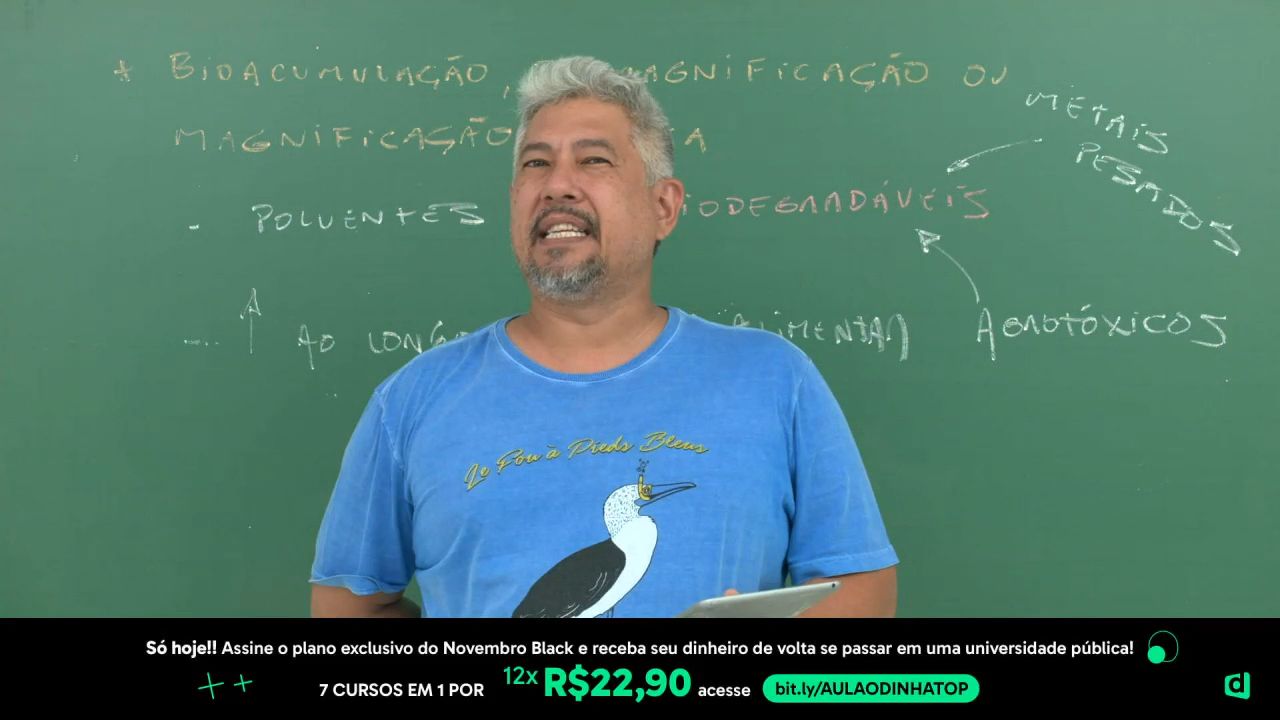 * BIOACUMULAÇÃO, MAGNIFICAÇÃO OU
MAGNIFICAÇÃO
- POLUENTES IODEGRADÁVEIS
METAIS
PESADOS
... ↑ AO LONGO ALIMENTAR
AGROTÓXICOS
Le Fou à Pieds Bleus
Só hoje!! Assine o plano exclusivo do Novembro Black e receba seu dinheiro de volta se passar em uma universidade pública!
7 CURSOS EM 1 POR 12x R$22,90 acesse bit.ly/AULAODINHATOP
d